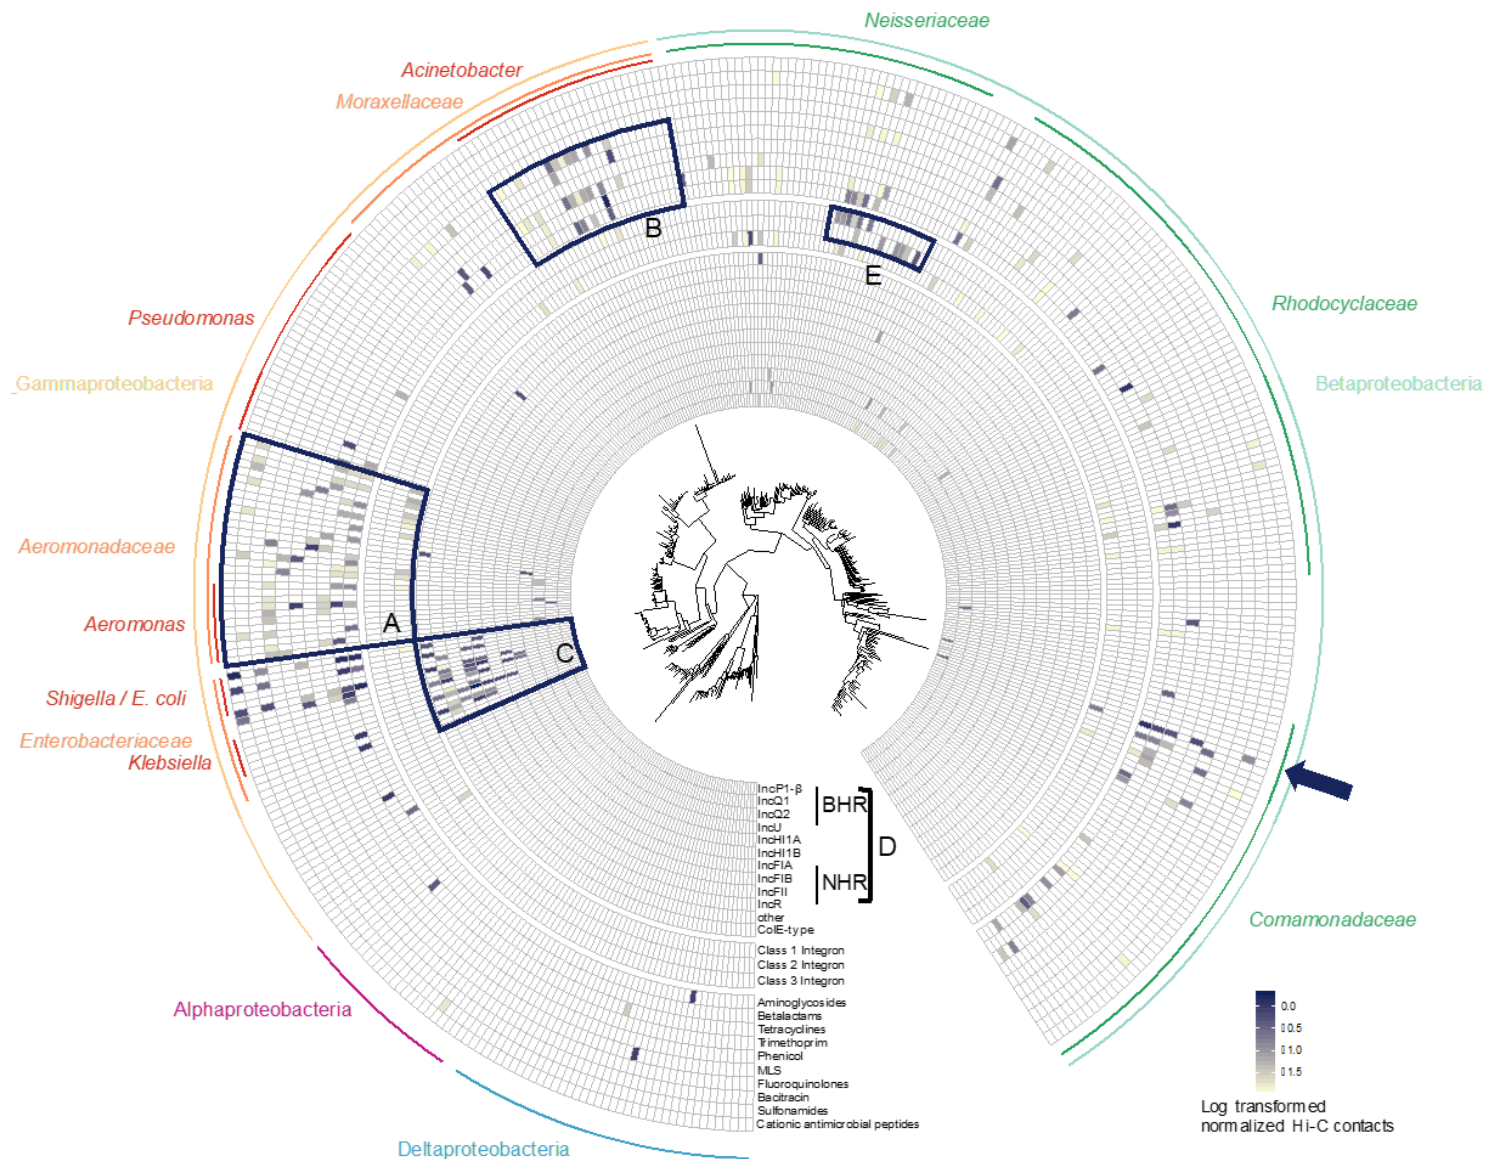 Neisseriaceae
Acinetobacter
Moraxellaceae
Pseudomonas
_Gammaproteobacteria
Rhodocyclaceae
Betaproteobacteria
Aeromonadaceae
Aeromonas
Shigella / E. coli
Enterobacteriaceae
Klebsiella
Comamonadaceae
Alphaproteobacteria
Deltaproteobacteria
A
B
C
D
E
BHR
NHR
IncP1-β
IncQ1
IncQ2
IncU
IncHI1A
IncHI1B
IncFIA
IncFIB
IncFII
IncR
other
ColE-type
Class 1 Integron
Class 2 Integron
Class 3 Integron
Aminoglycosides
Betalactams
Tetracyclines
Trimethoprim
Phenicol
MLS
Fluoroquinolones
Bacitracin
Sulfonamides
Cationic antimicrobial peptides
0.0
0.5
1.0
1.5
Log transformed
normalized Hi-C contacts